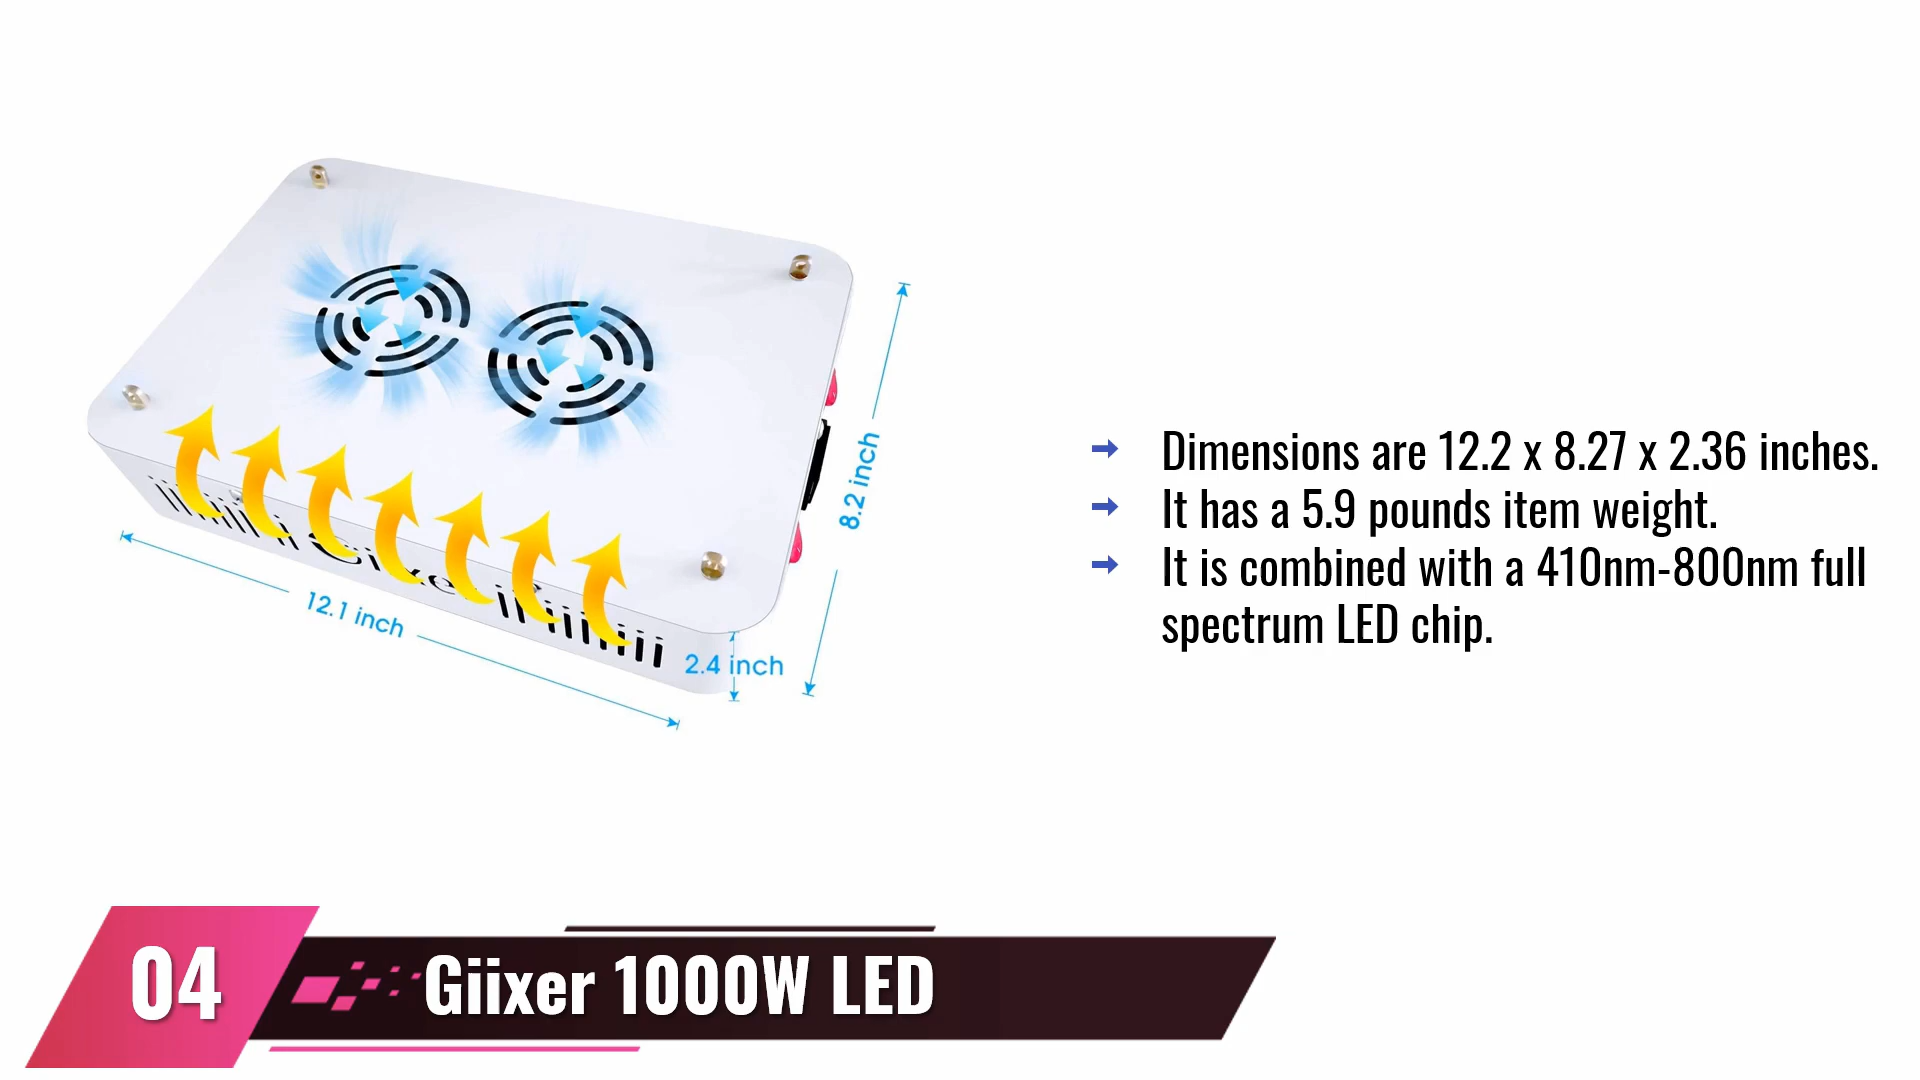 8.2 inch
12.1 inch
2.4 inch
Dimensions are 12.2 x 8.27 x 2.36 inches.
It has a 5.9 pounds item weight.
It is combined with a 410nm-800nm full
spectrum LED chip.
04
Giixer 1000W LED